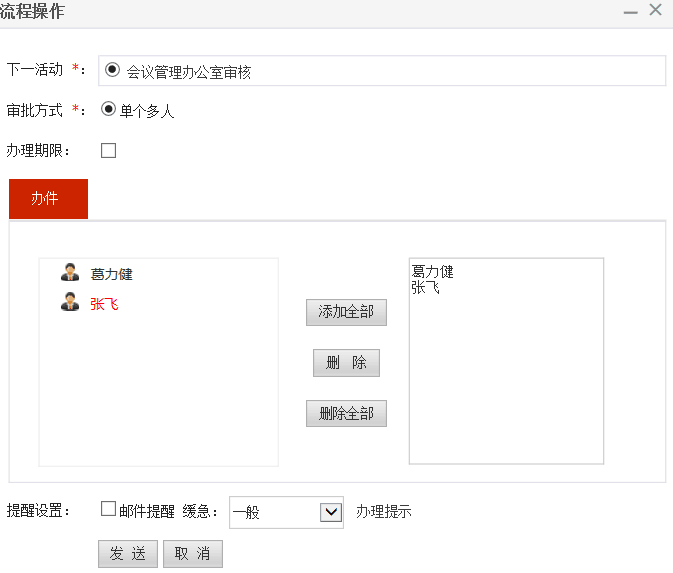 流程操作
下一活动 *： 会议管理办公室审核
审批方式 *： 单个多人
办理期限：
办件
葛力健
张飞
添加全部
删 除
删除全部
葛力健
张飞
提醒设置： 邮件提醒 缓急： 一般 办理提示
发 送 取 消